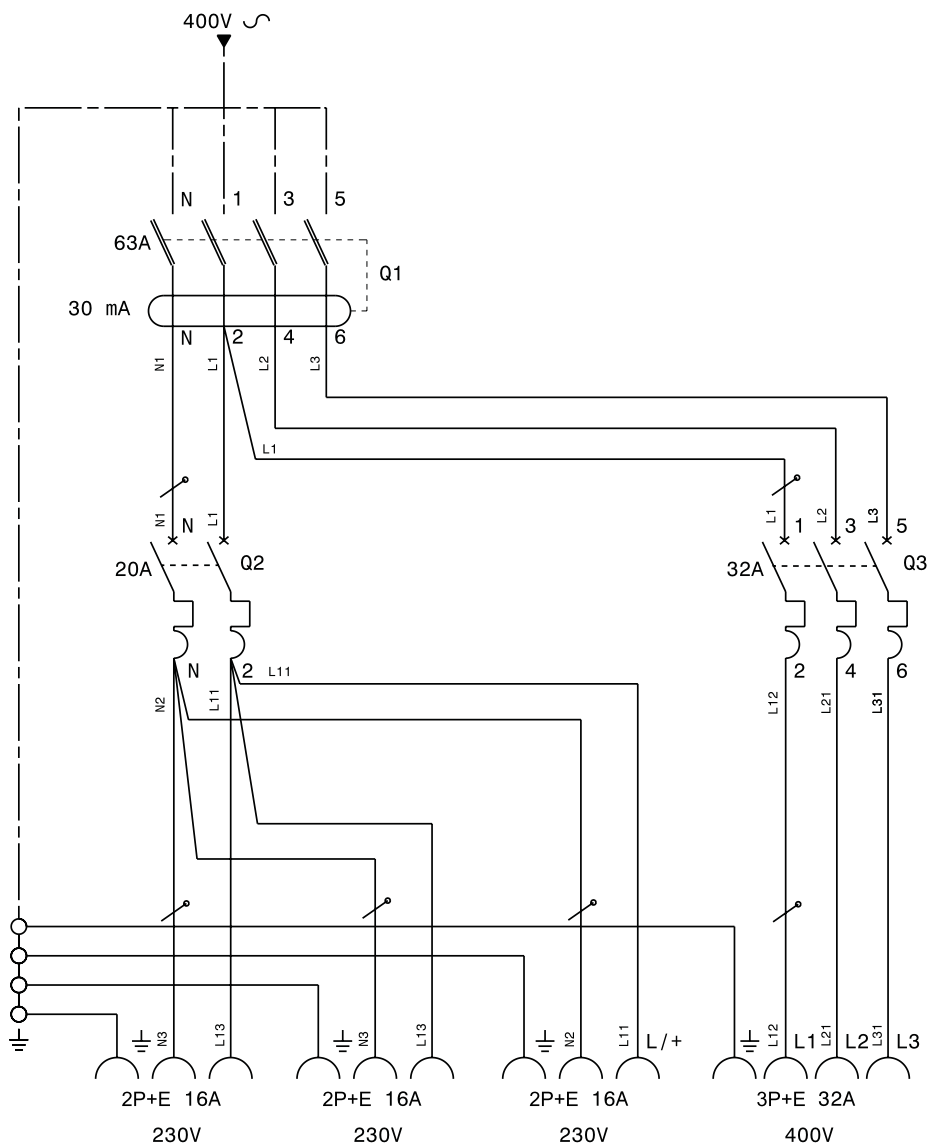 400V
N 1 3 5
63A
Q1
30 mA
N 2 4 6
N1 L1 L2 L3
L1
N1 N L1 L1 1 L2 3 L3 5
20A Q2 32A Q3
N 2 L11 2 4 6
N2 L11 L12 L21 L31
N3 L13 N3 L13 N2 L11 L/+ L12 L1 L21 L2 L31 L3
2P+E 16A 2P+E 16A 2P+E 16A 3P+E 32A
230V 230V 230V 400V